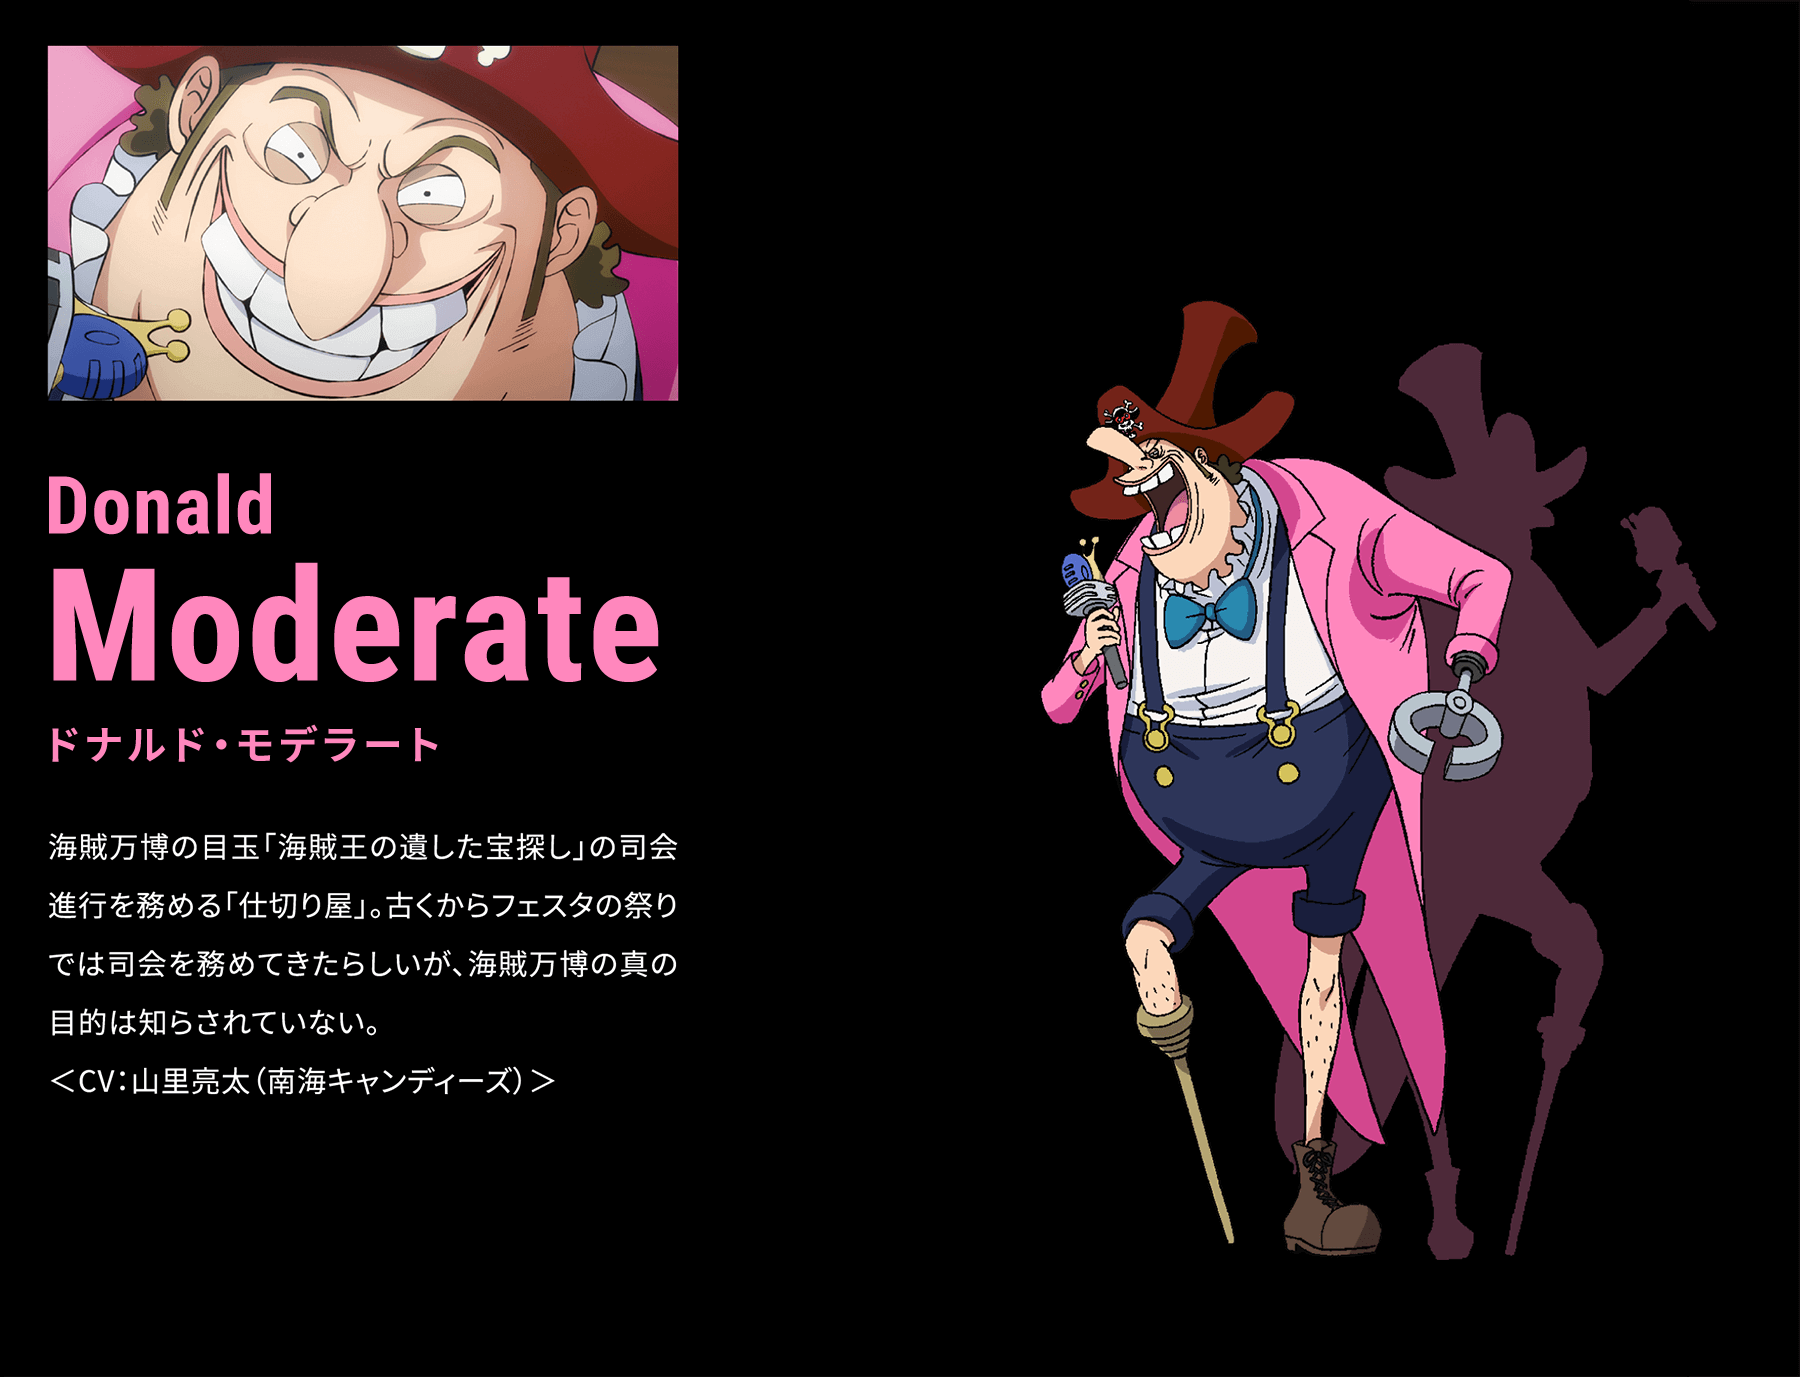 Donald
Moderate
ドナルド・モデラート
海賊万博の目玉「海賊王の遺した宝探し」の司会
進行を務める「仕切り屋」。古くからフェスタの祭り
では司会を務めてきたらしいが、海賊万博の真の
目的は知らされていない。
＜CV：山里亮太（南海キャンディーズ）＞